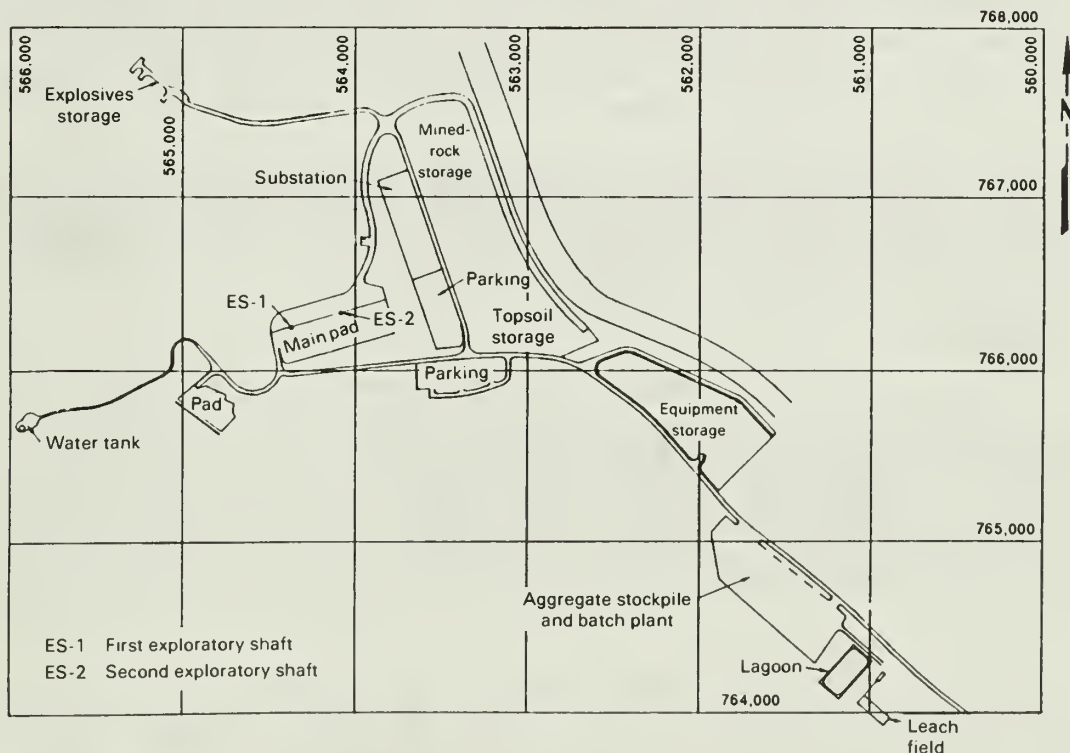 768,000
566.000
565.000
564.000
563.000
562.000
561.000
560.000
N
Explosives
storage
Mined-
rock
storage
Substation
767,000
Parking
ES-1
ES-2
Main pad
Topsoil
storage
766,000
Parking
Pad
Water tank
Equipment
storage
765,000
Aggregate stockpile
and batch plant
ES-1 First exploratory shaft
ES-2 Second exploratory shaft
Lagoon
764,000
Leach
field